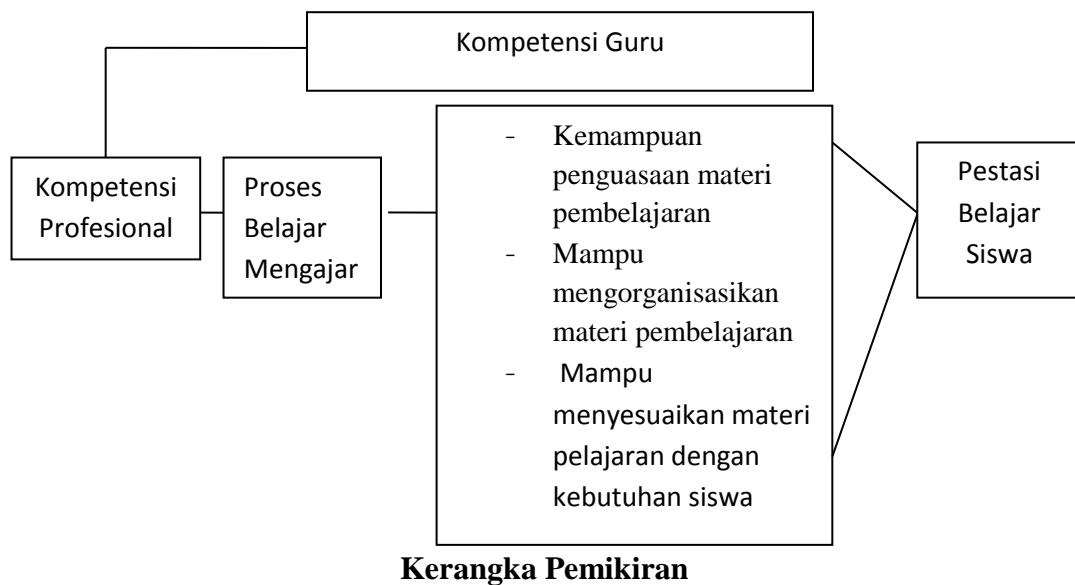 Kompetensi Guru
Kompetensi
Profesional
Proses
Belajar
Mengajar
- Kemampuan
penguasaan materi
pembelajaran
- Mampu
mengorganisasikan
materi pembelajaran
- Mampu
menyesuaikan materi
pelajaran dengan
kebutuhan siswa
Pestasi
Belajar
Siswa
Kerangka Pemikiran